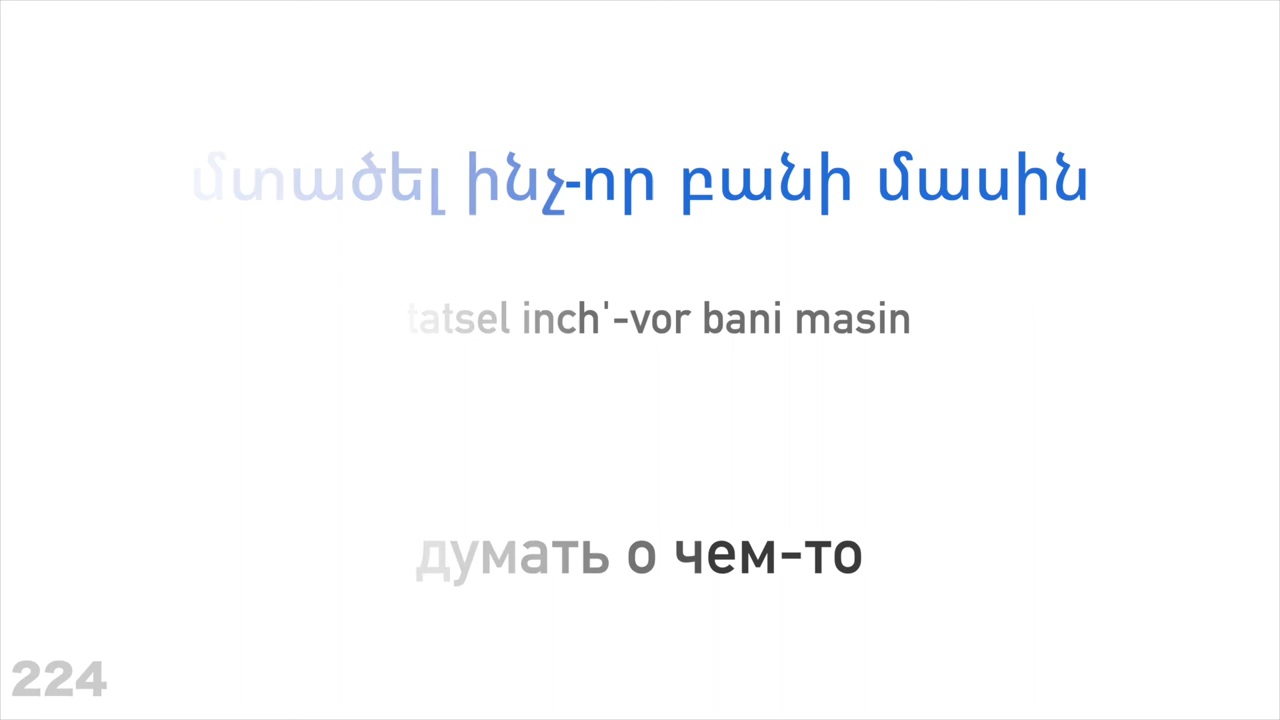 մտածել ինչ-որ բանի մասին
tatsel inch'-vor bani masin
думать о чем-то
224